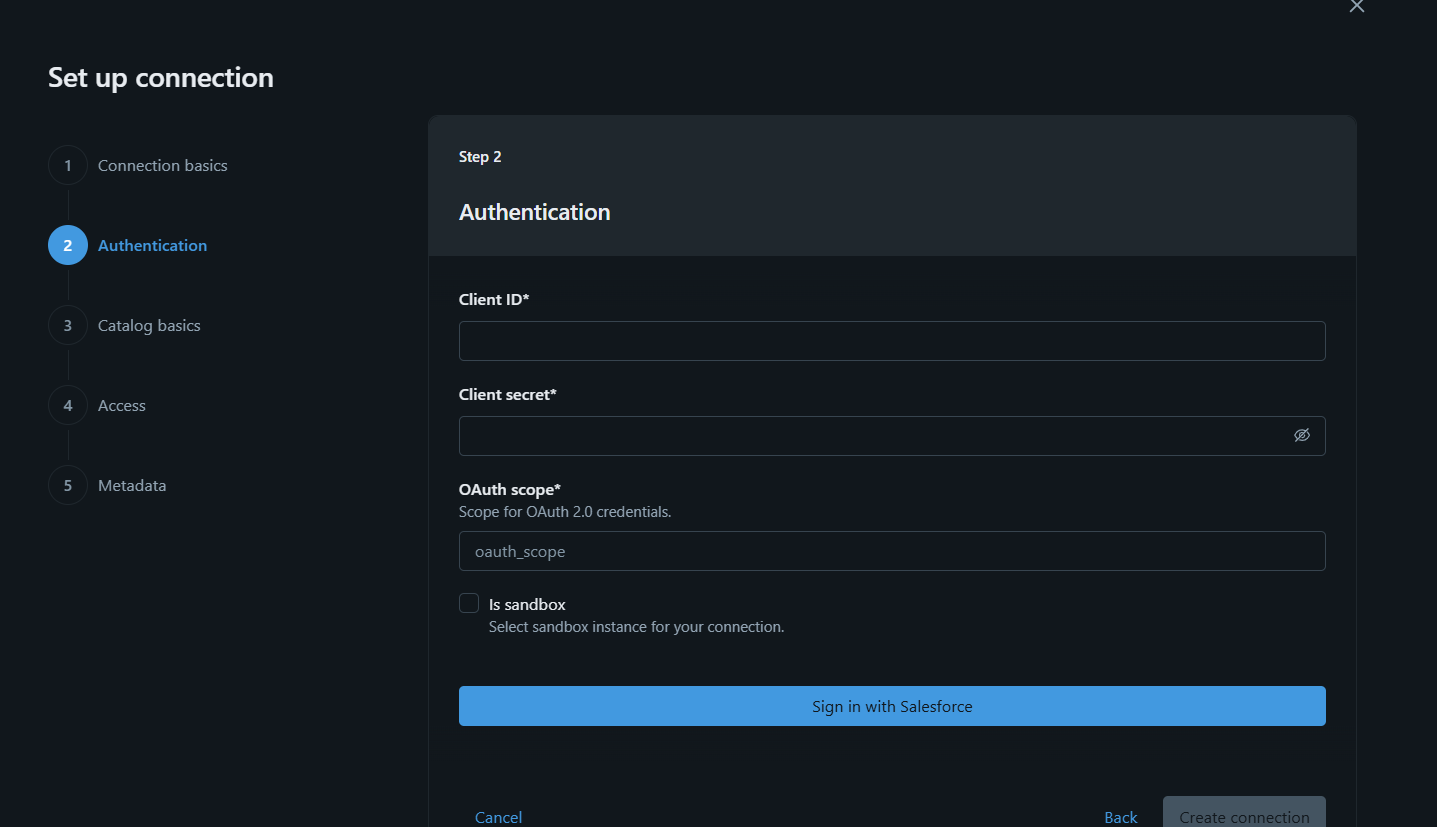 Set up connection
1 Connection basics
2 Authentication
3 Catalog basics
4 Access
5 Metadata
Step 2
Authentication
Client ID*
Client secret*
OAuth scope*
Scope for OAuth 2.0 credentials.
oauth_scope
Is sandbox
Select sandbox instance for your connection.
Sign in with Salesforce
Cancel
Back
Create connection